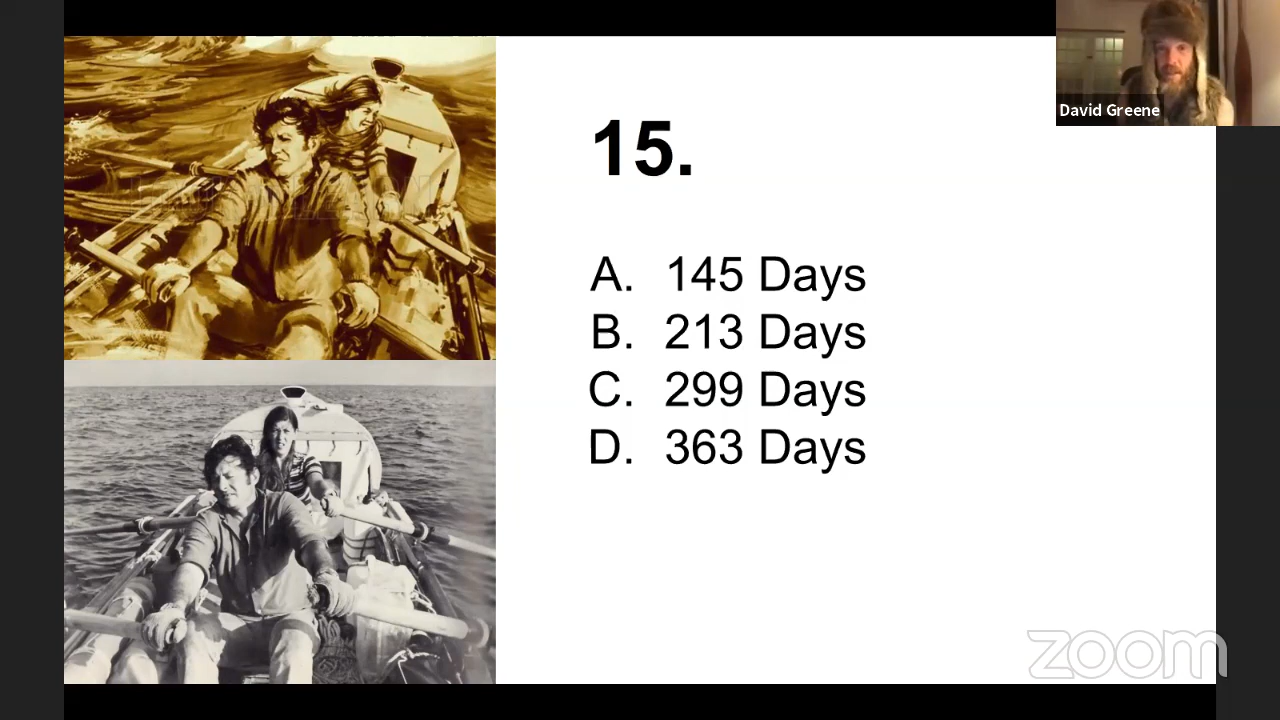 David Greene
15.
A. 145 Days
B. 213 Days
C. 299 Days
D. 363 Days
zoom